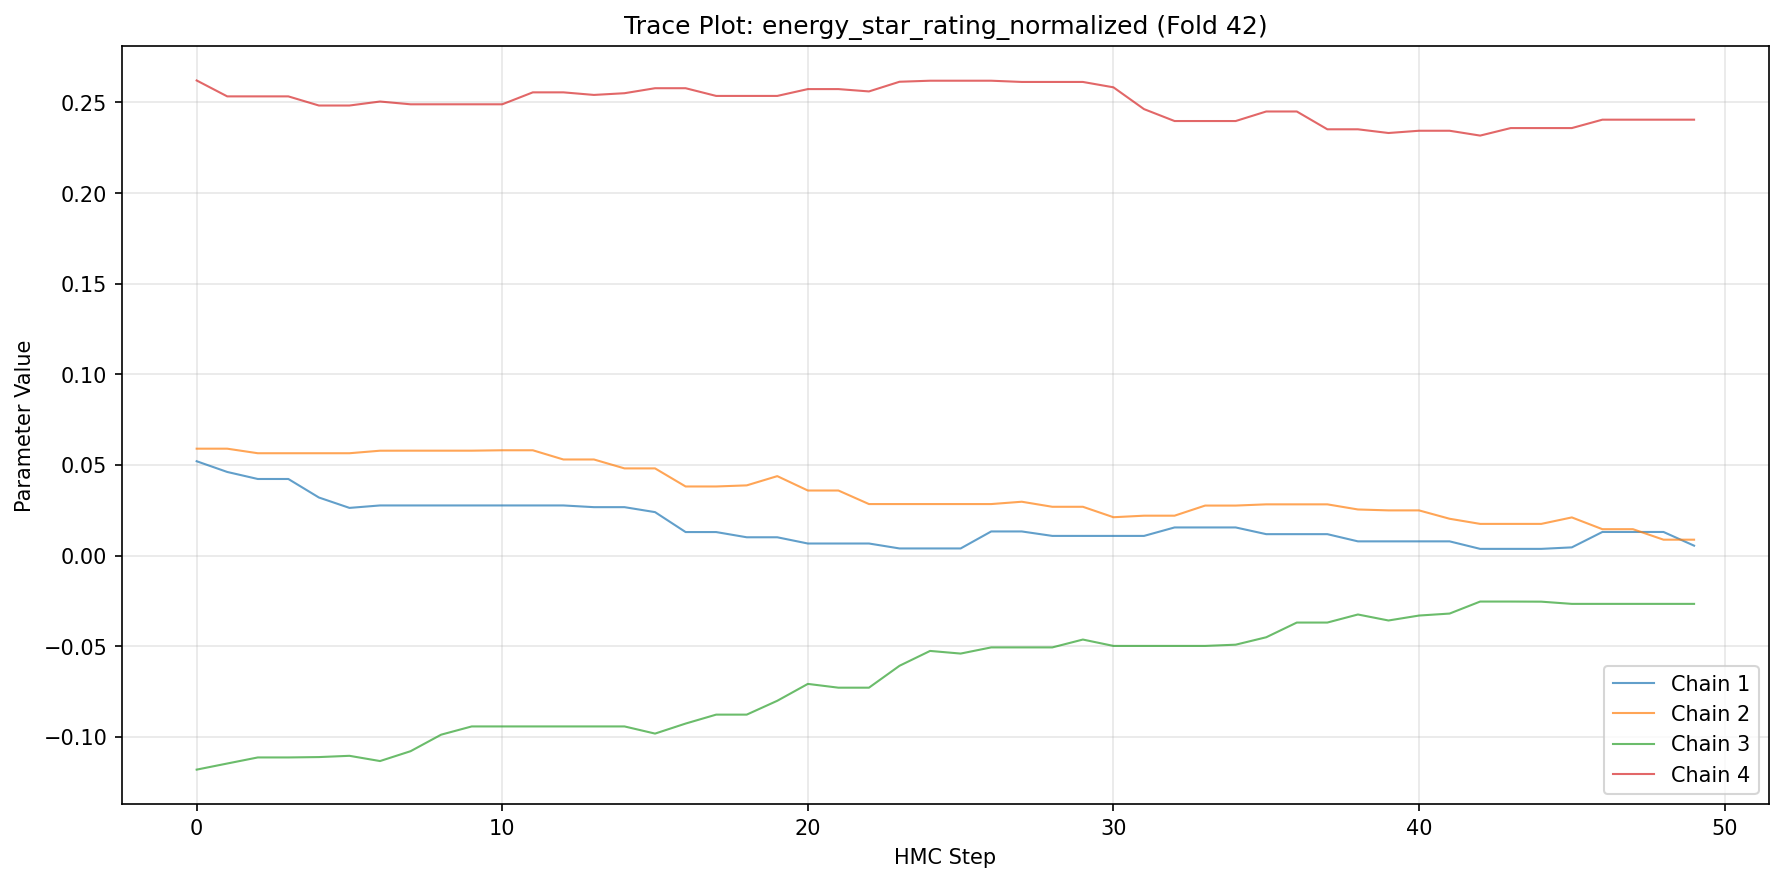 Trace Plot: energy_star_rating_normalized (Fold 42)
Parameter Value
0.25
0.20
0.15
0.10
0.05
0.00
−0.05
−0.10
Chain 1
Chain 2
Chain 3
Chain 4
0 10 20 30 40 50
HMC Step